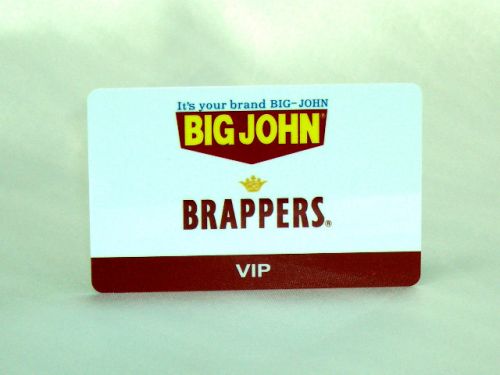 It's your brand BIG-JOHN
BIG JOHN®
BRAPPERS®
VIP